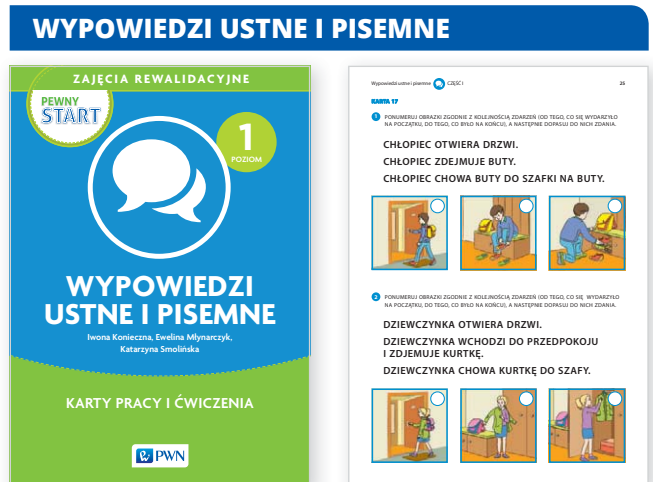 WYPOWIEDZI USTNE I PISEMNE
ZAJĘCIA REWALIDACYJNE
PEWNY
START
1
POZIOM
WYPOWIEDZI
USTNE I PISEMNE
Iwona Konieczna, Ewelina Młynarczyk,
Katarzyna Smolińska
KARTY PRACY I ĆWICZENIA
PWN
Wypowiedzi ustne i pisemne CZĘŚĆ I 25
KARTA 17
1 PONUMERUJ OBRAZKI ZGODNIE Z KOLEJNOŚCIĄ ZDARZEŃ (OD TEGO, CO SIĘ WYDARZYŁO
NA POCZĄTKU, DO TEGO, CO BYŁO NA KOŃCU), A NASTĘPNIE DOPASUJ DO NICH ZDANIA.
CHŁOPIEC OTWIERA DRZWI.
CHŁOPIEC ZDEJMUJE BUTY.
CHŁOPIEC CHOWA BUTY DO SZAFKI NA BUTY.
2 PONUMERUJ OBRAZKI ZGODNIE Z KOLEJNOŚCIĄ ZDARZEŃ (OD TEGO, CO SIĘ WYDARZYŁO
NA POCZĄTKU, DO TEGO, CO BYŁO NA KOŃCU), A NASTĘPNIE DOPASUJ DO NICH ZDANIA.
DZIEWCZYNKA OTWIERA DRZWI.
DZIEWCZYNKA WCHODZI DO PRZEDPOKOJU
I ZDEJMUJE KURTKĘ.
DZIEWCZYNKA CHOWA KURTKĘ DO SZAFY.